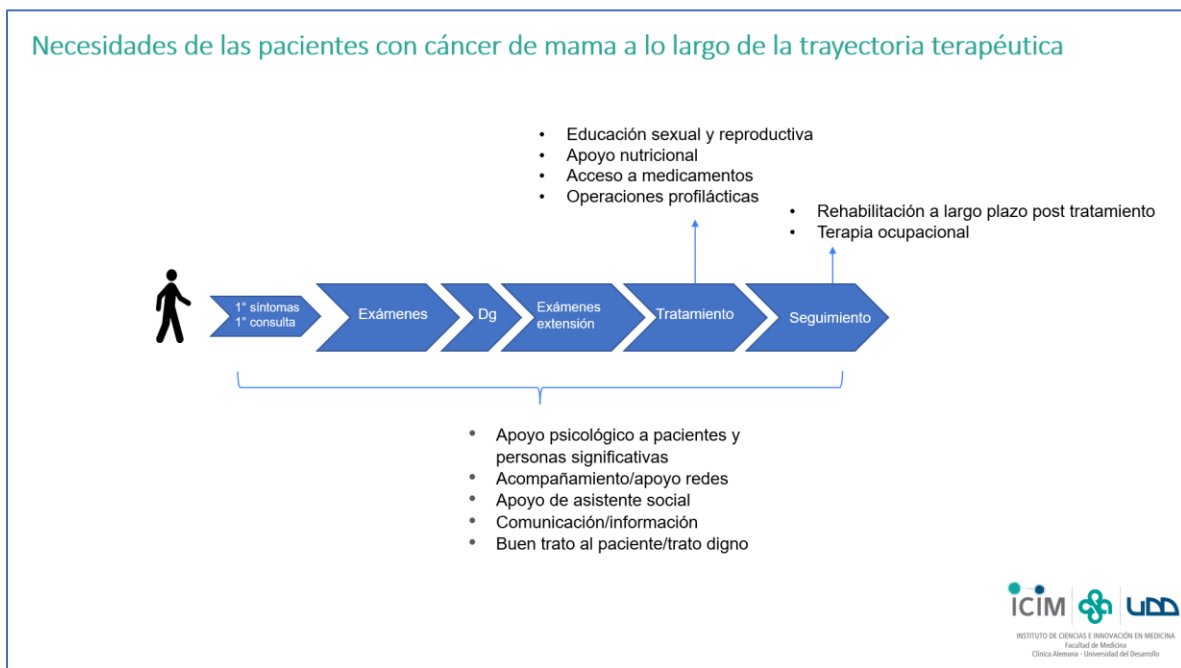 Necesidades de las pacientes con cáncer de mama a lo largo de la trayectoria terapéutica
• Educación sexual y reproductiva
• Apoyo nutricional
• Acceso a medicamentos
• Operaciones profilácticas
• Rehabilitación a largo plazo post tratamiento
• Terapia ocupacional
1° síntomas
1° consulta
Exámenes
Dg
Exámenes
extensión
Tratamiento
Seguimiento
• Apoyo psicológico a pacientes y
personas significativas
• Acompañamiento/apoyo redes
• Apoyo de asistente social
• Comunicación/información
• Buen trato al paciente/trato digno
iCiM
UDD
INSTITUTO DE CIENCIAS E INNOVACIÓN EN MEDICINA
Facultad de Medicina
Clínica Alemana - Universidad del Desarrollo